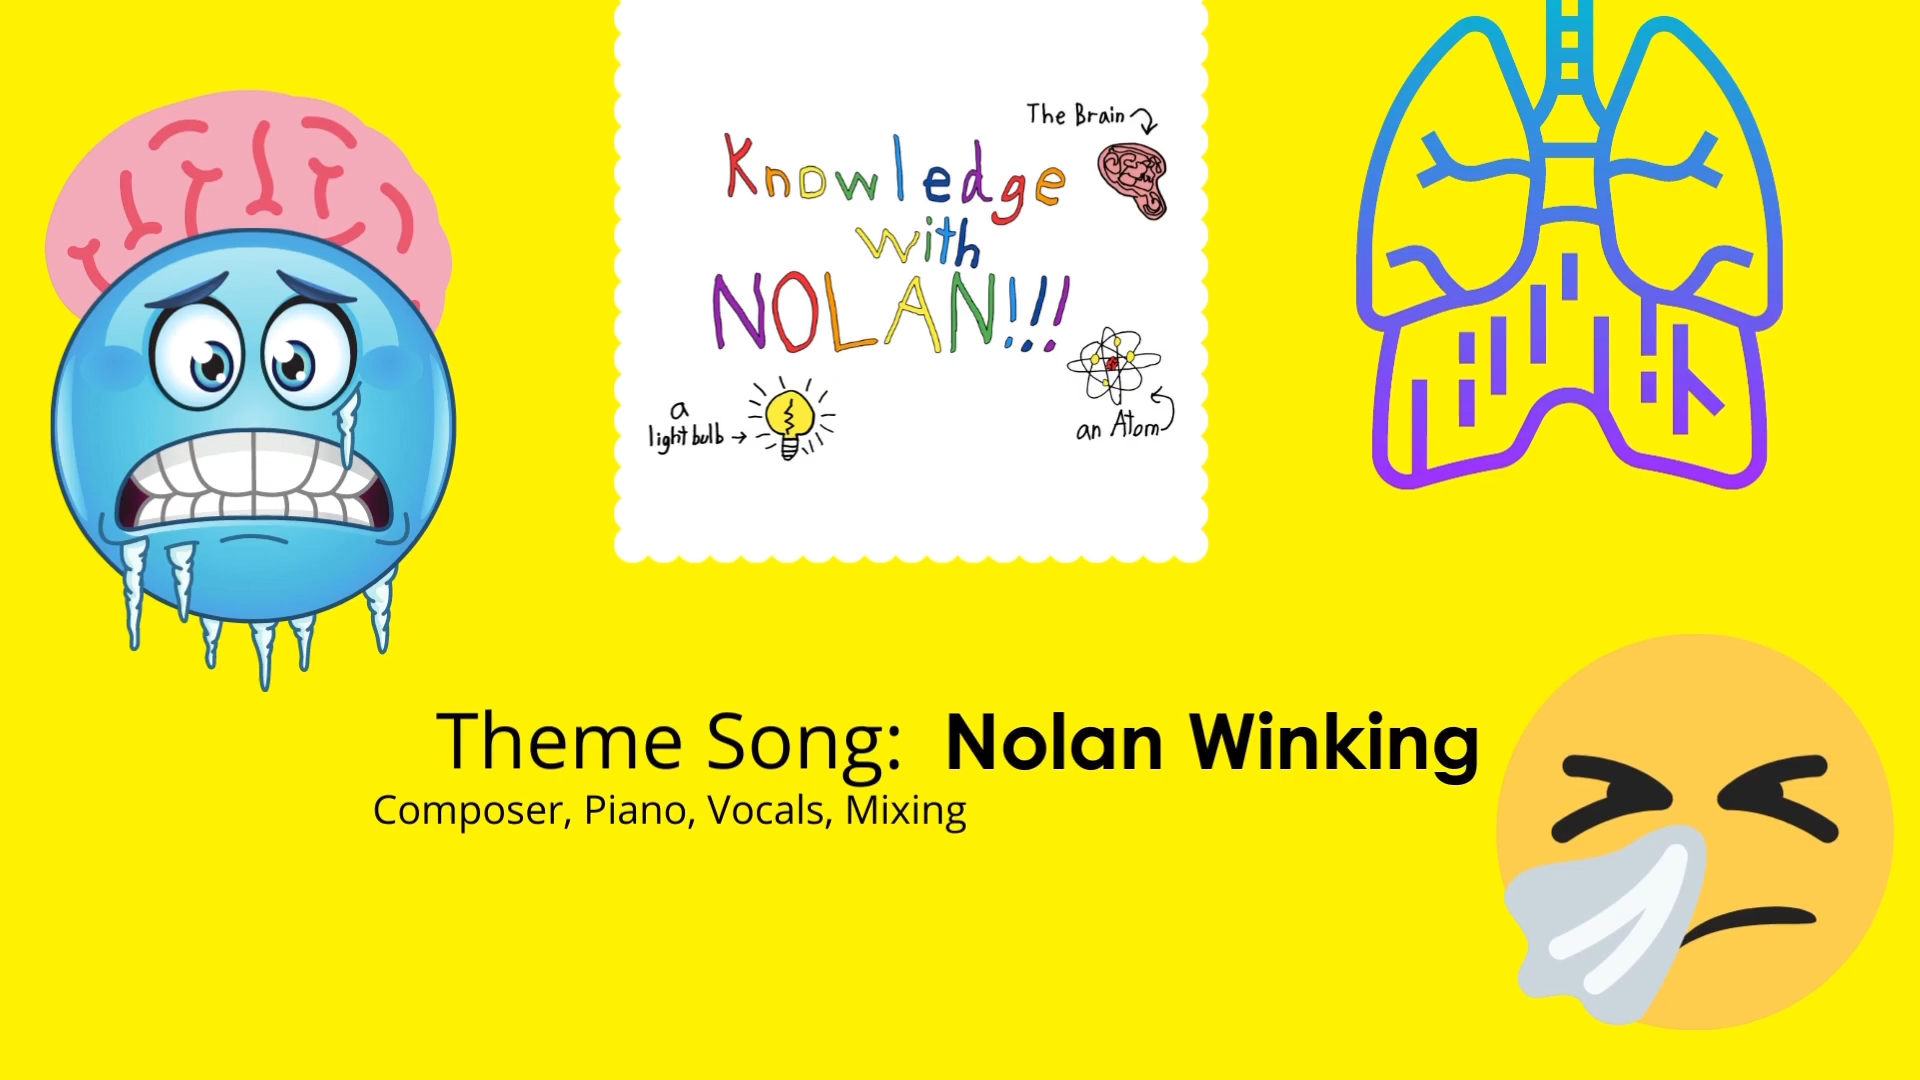 The Brain
Knowledge
with
NOLAN!!!
a
light bulb
an Atom
Theme Song: Nolan Winking
Composer, Piano, Vocals, Mixing